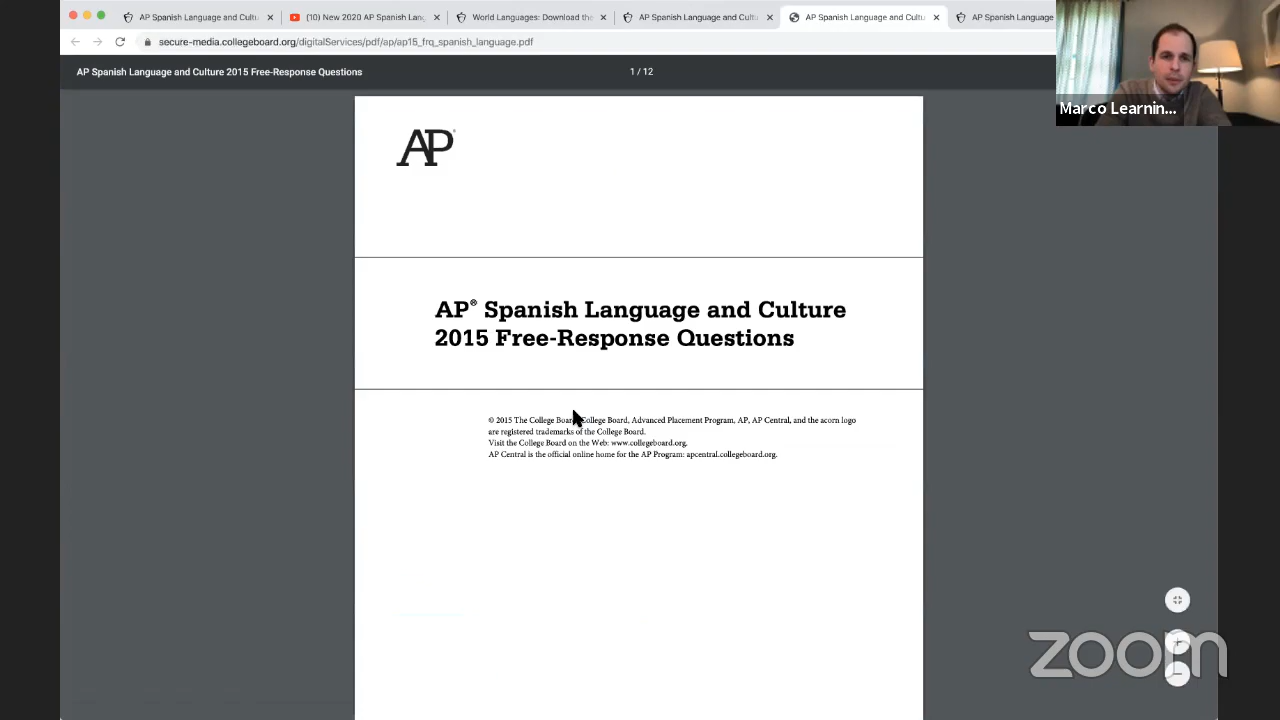 AP Spanish Language and Cultu
(10) New 2020 AP Spanish Lang
World Languages: Download the
AP Spanish Language and Cultu
AP Spanish Language and Cultu
AP Spanish Language
secure-media.collegeboard.org/digitalServices/pdf/ap/ap15_frq_spanish_language.pdf
AP Spanish Language and Culture 2015 Free-Response Questions
1 / 12
Marco Learnin...
AP®
AP® Spanish Language and Culture
2015 Free-Response Questions
© 2015 The College Board. College Board, Advanced Placement Program, AP, AP Central, and the acorn logo
are registered trademarks of the College Board.
Visit the College Board on the Web: www.collegeboard.org.
AP Central is the official online home for the AP Program: apcentral.collegeboard.org.
zoom